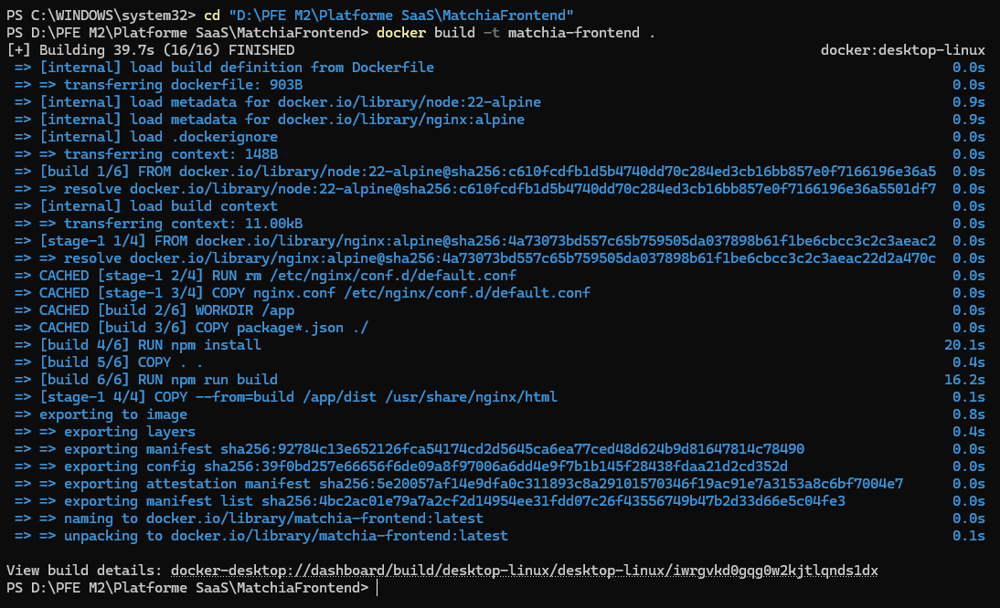 PS C:\WINDOWS\system32> cd "D:\PFE M2\Platforme SaaS\MatchiaFrontend"
PS D:\PFE M2\Platforme SaaS\MatchiaFrontend> docker build -t matchia-frontend .
[+] Building 39.7s (16/16) FINISHED docker:desktop-linux
=> [internal] load build definition from Dockerfile 0.0s
=> => transferring dockerfile: 903B 0.0s
=> [internal] load metadata for docker.io/library/node:22-alpine 0.9s
=> [internal] load metadata for docker.io/library/nginx:alpine 0.9s
=> [internal] load .dockerignore 0.0s
=> => transferring context: 148B 0.0s
=> [build 1/6] FROM docker.io/library/node:22-alpine@sha256:c610fcdfb1d5b4740dd70c284ed3cb16bb857e0f7166196e36a5 0.0s
=> => resolve docker.io/library/node:22-alpine@sha256:c610fcdfb1d5b4740dd70c284ed3cb16bb857e0f7166196e36a5501df7 0.0s
=> [internal] load build context 0.0s
=> => transferring context: 11.00kB 0.0s
=> [stage-1 1/4] FROM docker.io/library/nginx:alpine@sha256:4a73073bd557c65b759505da037898b61f1be6cbcc3c2c3aeac2 0.0s
=> => resolve docker.io/library/nginx:alpine@sha256:4a73073bd557c65b759505da037898b61f1be6cbcc3c2c3aeac22d2a470c 0.0s
=> CACHED [stage-1 2/4] RUN rm /etc/nginx/conf.d/default.conf 0.0s
=> CACHED [stage-1 3/4] COPY nginx.conf /etc/nginx/conf.d/default.conf 0.0s
=> CACHED [build 2/6] WORKDIR /app 0.0s
=> CACHED [build 3/6] COPY package*.json ./ 0.0s
=> [build 4/6] RUN npm install 20.1s
=> [build 5/6] COPY . . 0.4s
=> [build 6/6] RUN npm run build 16.2s
=> [stage-1 4/4] COPY --from=build /app/dist /usr/share/nginx/html 0.1s
=> exporting to image 0.8s
=> => exporting layers 0.4s
=> => exporting manifest sha256:92784c13e652126fca54174cd2d5645ca6ea77ced48d624b9d81647814c78490 0.0s
=> => exporting config sha256:39f0bd257e66656f6de09a8f97006a6dd4e9f7b1b145f28438fdaa21d2cd352d 0.0s
=> => exporting attestation manifest sha256:5e20057af14e9dfa0c311893c8a29101570346f19ac91e7a3153a8c6bf7004e7 0.0s
=> => exporting manifest list sha256:4bc2ac01e79a7a2cf2d14954ee31fdd07c26f43556749b47b2d33d66e5c04fe3 0.0s
=> => naming to docker.io/library/matchia-frontend:latest 0.0s
=> => unpacking to docker.io/library/matchia-frontend:latest 0.1s
View build details: docker-desktop://dashboard/build/desktop-linux/desktop-linux/iwrgvkd0gqg0w2kjtlqnds1dx
PS D:\PFE M2\Platforme SaaS\MatchiaFrontend>